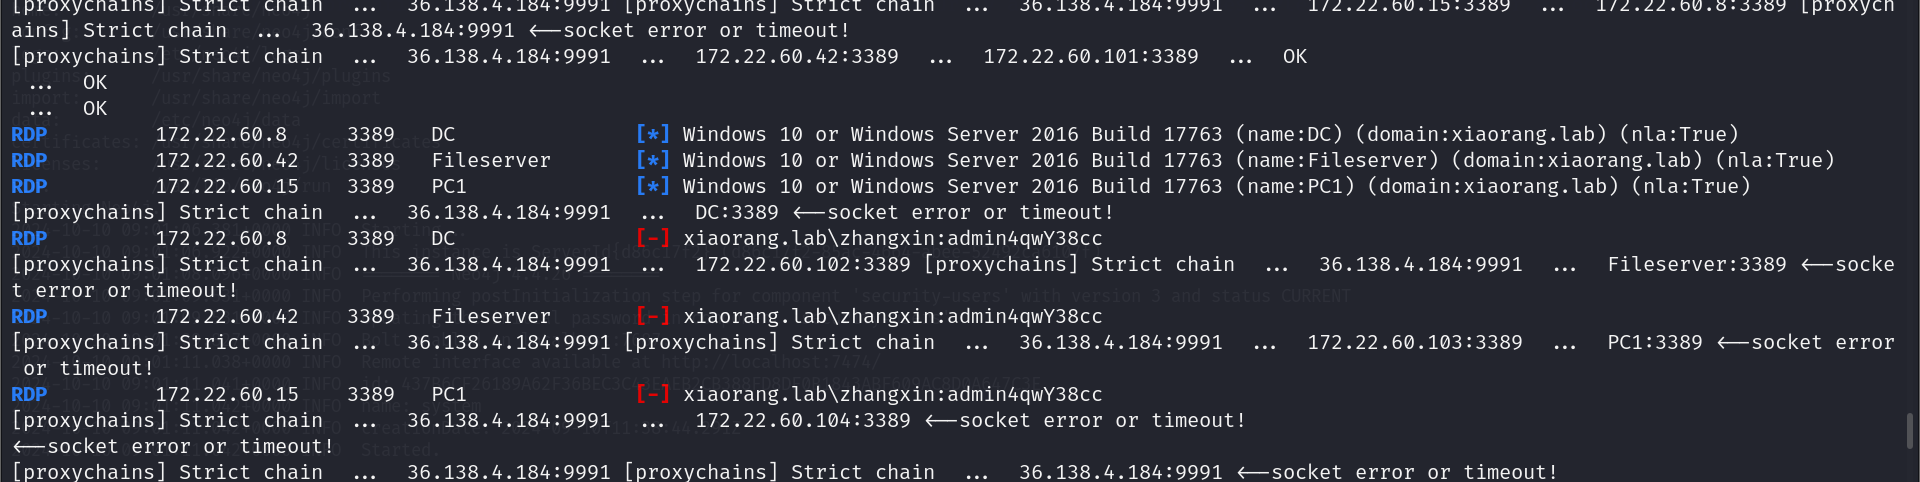 [proxychains] Strict chain  ...  36.138.4.184:9991 [proxychains] Strict chain  ...  36.138.4.184:9991  ...  172.22.60.15:3389  ...  172.22.60.8:3389 [proxych
ains] Strict chain  ...  36.138.4.184:9991 <--socket error or timeout!
[proxychains] Strict chain  ...  36.138.4.184:9991  ...  172.22.60.42:3389  ...  172.22.60.101:3389  ...  OK
 ...  OK
 ...  OK
RDP         172.22.60.8     3389   DC               [*] Windows 10 or Windows Server 2016 Build 17763 (name:DC) (domain:xiaorang.lab) (nla:True)
RDP         172.22.60.42    3389   Fileserver       [*] Windows 10 or Windows Server 2016 Build 17763 (name:Fileserver) (domain:xiaorang.lab) (nla:True)
RDP         172.22.60.15    3389   PC1              [*] Windows 10 or Windows Server 2016 Build 17763 (name:PC1) (domain:xiaorang.lab) (nla:True)
[proxychains] Strict chain  ...  36.138.4.184:9991  ...  DC:3389 <--socket error or timeout!
RDP         172.22.60.8     3389   DC               [-] xiaorang.lab\zhangxin:admin4qwY38cc
[proxychains] Strict chain  ...  36.138.4.184:9991  ...  172.22.60.102:3389 [proxychains] Strict chain  ...  36.138.4.184:9991  ...  Fileserver:3389 <--socke
t error or timeout!
RDP         172.22.60.42    3389   Fileserver       [-] xiaorang.lab\zhangxin:admin4qwY38cc
[proxychains] Strict chain  ...  36.138.4.184:9991 [proxychains] Strict chain  ...  36.138.4.184:9991  ...  172.22.60.103:3389  ...  PC1:3389 <--socket error
 or timeout!
RDP         172.22.60.15    3389   PC1              [-] xiaorang.lab\zhangxin:admin4qwY38cc
[proxychains] Strict chain  ...  36.138.4.184:9991  ...  172.22.60.104:3389 <--socket error or timeout!
<--socket error or timeout!
[proxychains] Strict chain  ...  36.138.4.184:9991 [proxychains] Strict chain  ...  36.138.4.184:9991 <--socket error or timeout!